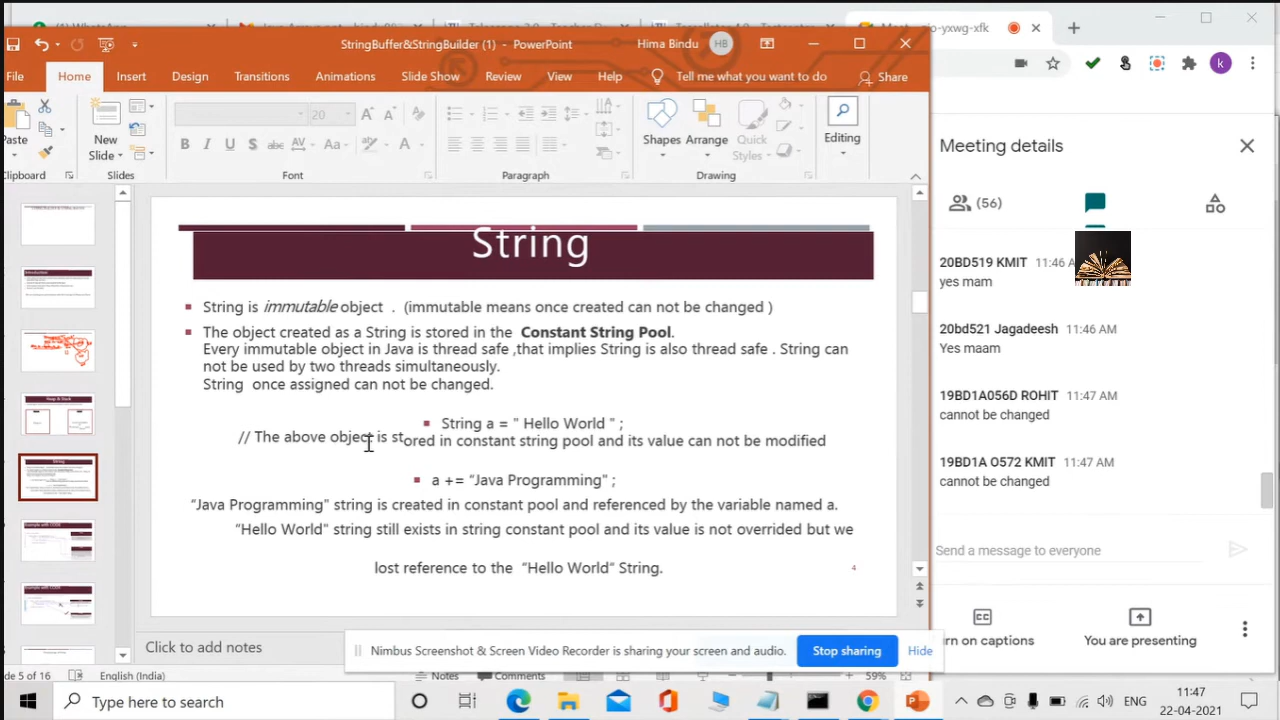 -yxwg-xfk
StringBuffer&StringBuilder (1) - PowerPoint
Hima Bindu
HB
File
Home
Insert
Design
Transitions
Animations
Slide Show
Review
View
Help
Tell me what you want to do
Share
Paste
New
Slide
20
Shapes
Arrange
Quick
Styles
Editing
Clipboard
Slides
Font
Paragraph
Drawing
k
Meeting details
(56)
String
String is immutable object . (immutable means once created can not be changed )
The object created as a String is stored in the Constant String Pool.
Every immutable object in Java is thread safe ,that implies String is also thread safe . String can
not be used by two threads simultaneously.
String once assigned can not be changed.
String a = " Hello World " ;
// The above object is stored in constant string pool and its value can not be modified
a += "Java Programming" ;
"Java Programming" string is created in constant pool and referenced by the variable named a.
"Hello World" string still exists in string constant pool and its value is not overrided but we
lost reference to the "Hello World" String.
4
20BD519 KMIT 11:46 A
yes mam
20bd521 Jagadeesh 11:46 AM
Yes maam
19BD1A056D ROHIT 11:47 AM
cannot be changed
19BD1A O572 KMIT 11:47 AM
cannot be changed
Send a message to everyone
rn on captions
You are presenting
Click to add notes
Nimbus Screenshot & Screen Video Recorder is sharing your screen and audio.
Stop sharing
Hide
de 5 of 16
English (India)
Notes
Comments
59%
Type here to search
ENG
11:47
22-04-2021